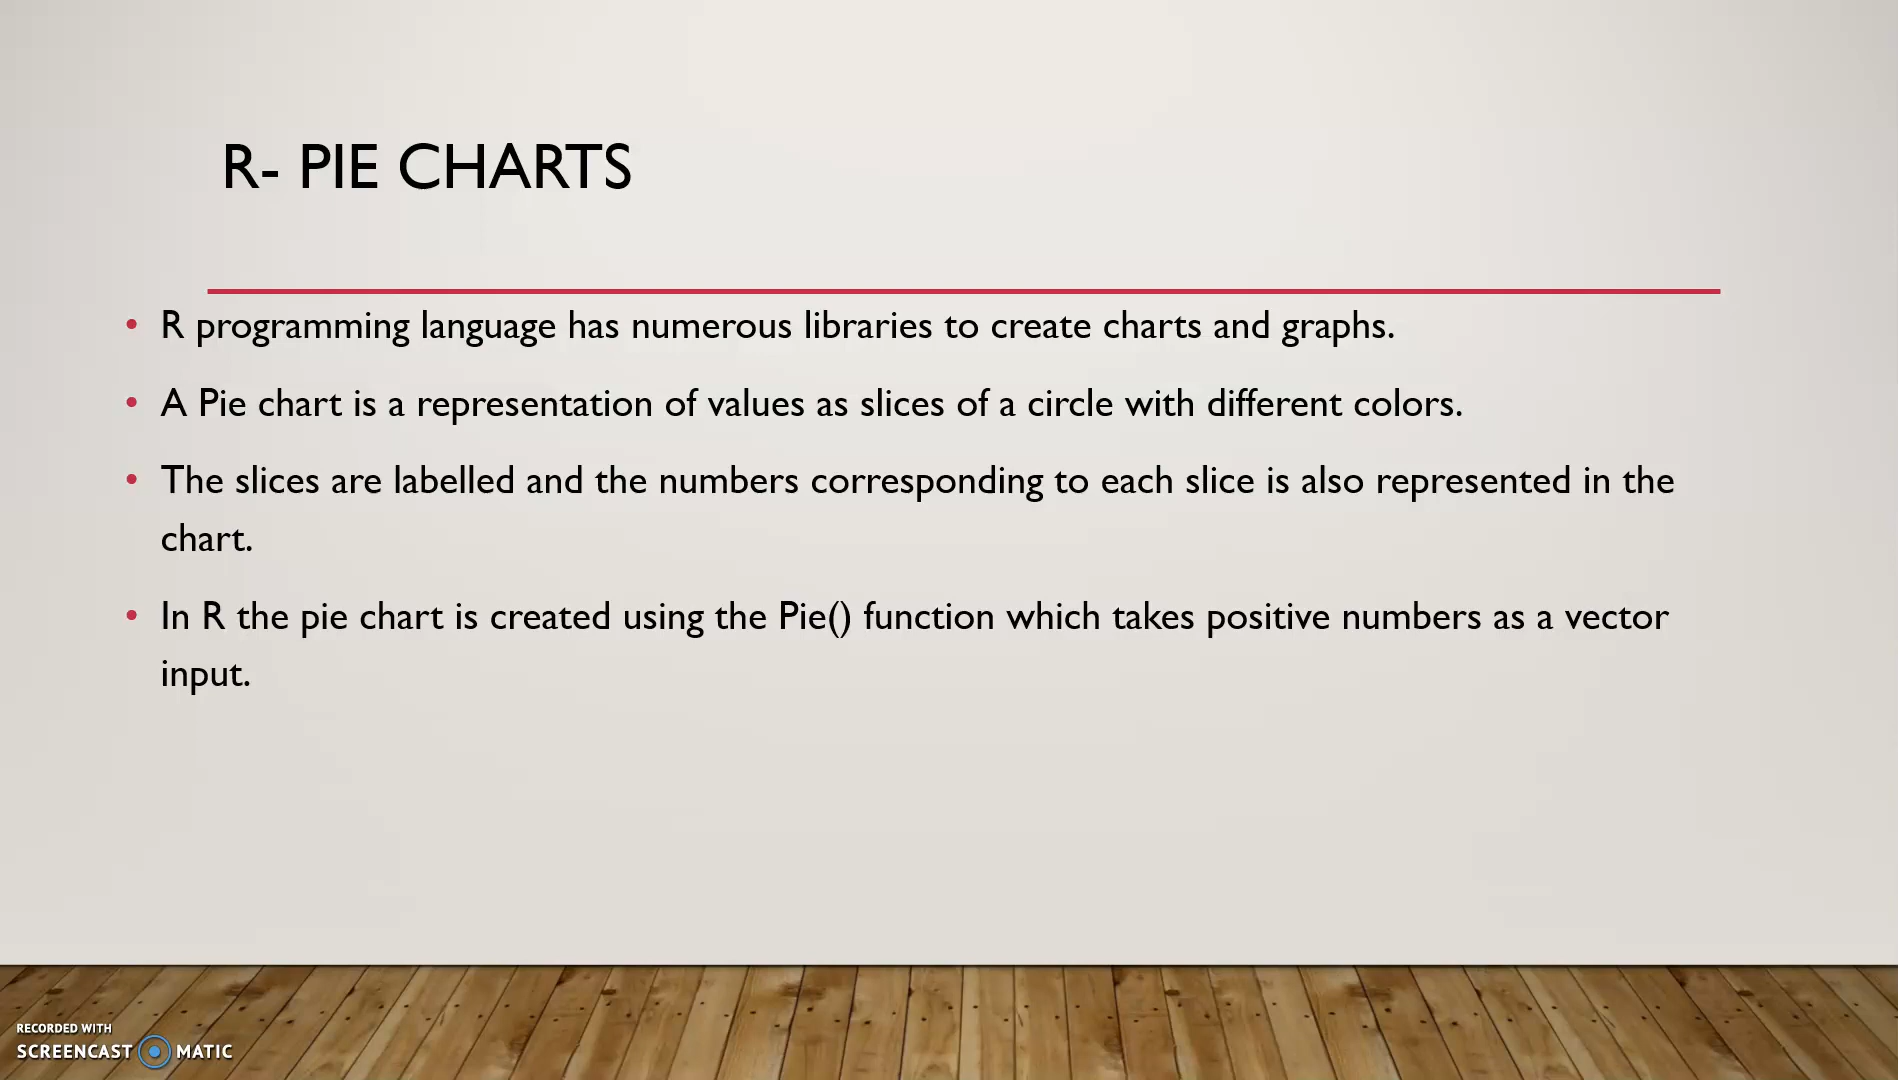 R- PIE CHARTS
• R programming language has numerous libraries to create charts and graphs.
• A Pie chart is a representation of values as slices of a circle with different colors.
• The slices are labelled and the numbers corresponding to each slice is also represented in the
chart.
• In R the pie chart is created using the Pie() function which takes positive numbers as a vector
input.
RECORDED WITH
SCREENCAST MATIC